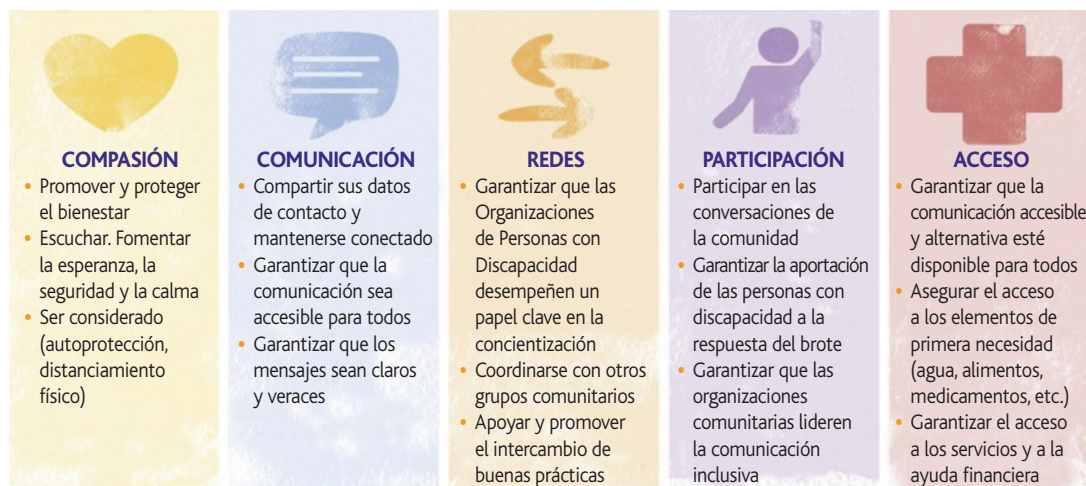 COMPASIÓN
• Promover y proteger
el bienestar
• Escuchar. Fomentar
la esperanza, la
seguridad y la calma
• Ser considerado
(autoprotección,
distanciamiento
físico)
COMUNICACIÓN
• Compartir sus datos
de contacto y
mantenerse conectado
• Garantizar que la
comunicación sea
accesible para todos
• Garantizar que los
mensajes sean claros
y veraces
REDES
• Garantizar que las
Organizaciones
de Personas con
Discapacidad
desempeñen un
papel clave en la
concientización
• Coordinarse con otros
grupos comunitarios
• Apoyar y promover
el intercambio de
buenas prácticas
PARTICIPACIÓN
• Participar en las
conversaciones de
la comunidad
• Garantizar la aportación
de las personas con
discapacidad a la
respuesta del brote
• Garantizar que las
organizaciones
comunitarias lideren
la comunicación
inclusiva
ACCESO
• Garantizar que la
comunicación accesible
y alternativa esté
disponible para todos
• Asegurar el acceso
a los elementos de
primera necesidad
(agua, alimentos,
medicamentos, etc.)
• Garantizar el acceso
a los servicios y a la
ayuda financiera